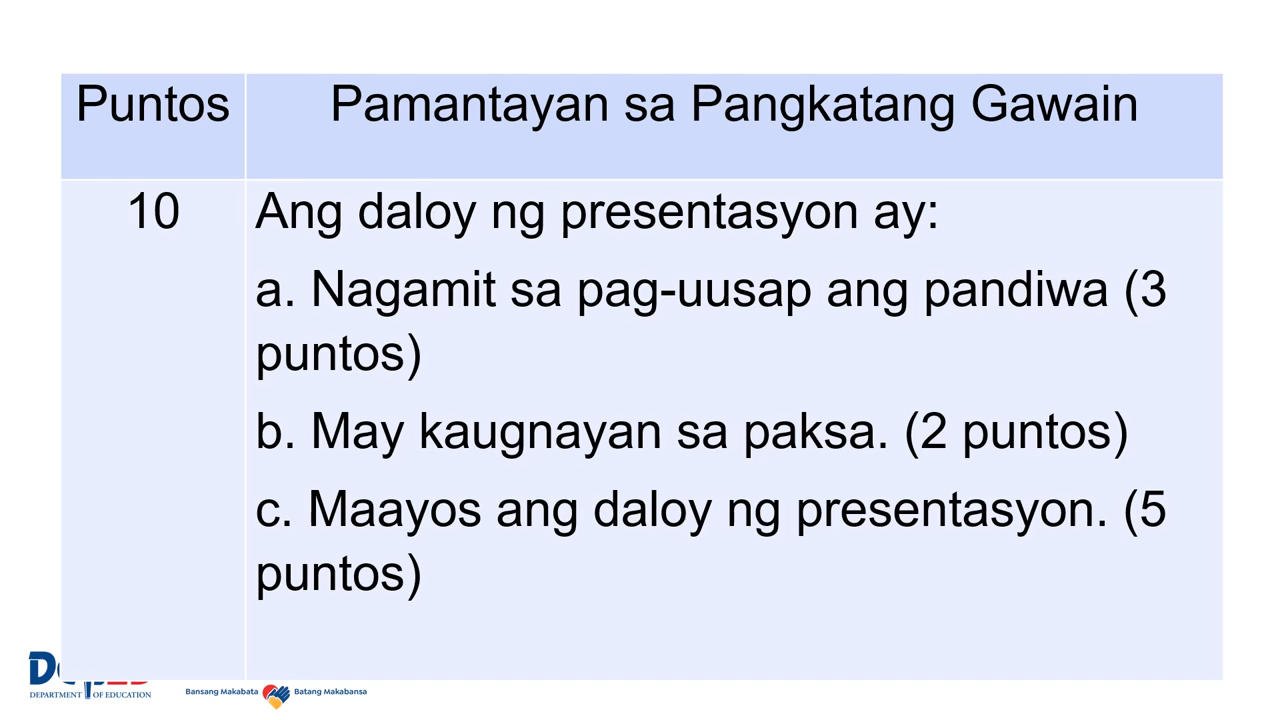 Puntos
Pamantayan sa Pangkatang Gawain
10
Ang daloy ng presentasyon ay:
a. Nagamit sa pag-uusap ang pandiwa (3
puntos)
b. May kaugnayan sa paksa. (2 puntos)
c. Maayos ang daloy ng presentasyon. (5
puntos)
DEPARTMENT OF EDUCATION
Bansang Makabata
Batang Makabansa